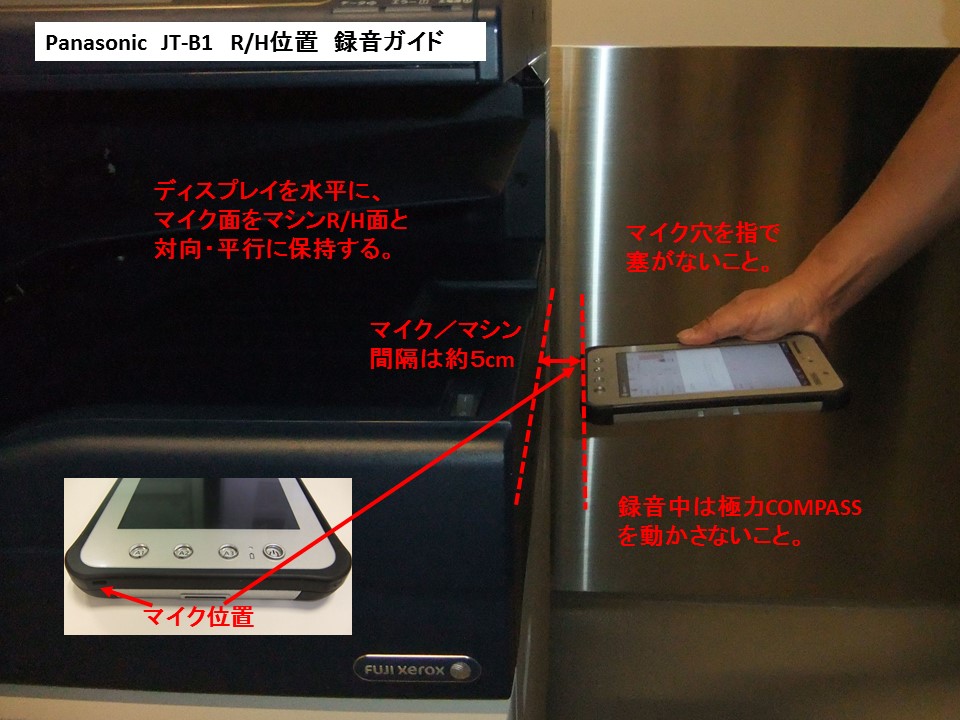 Panasonic JT-B1 R/H位置 録音ガイド
ディスプレイを水平に、
マイク面をマシンR/H面と
対向・平行に保持する。
マイク穴を指で
塞がないこと。
マイク／マシン
間隔は約5cm
録音中は極力COMPASS
を動かさないこと。
A1 A2 A3
マイク位置
FUJI xerox